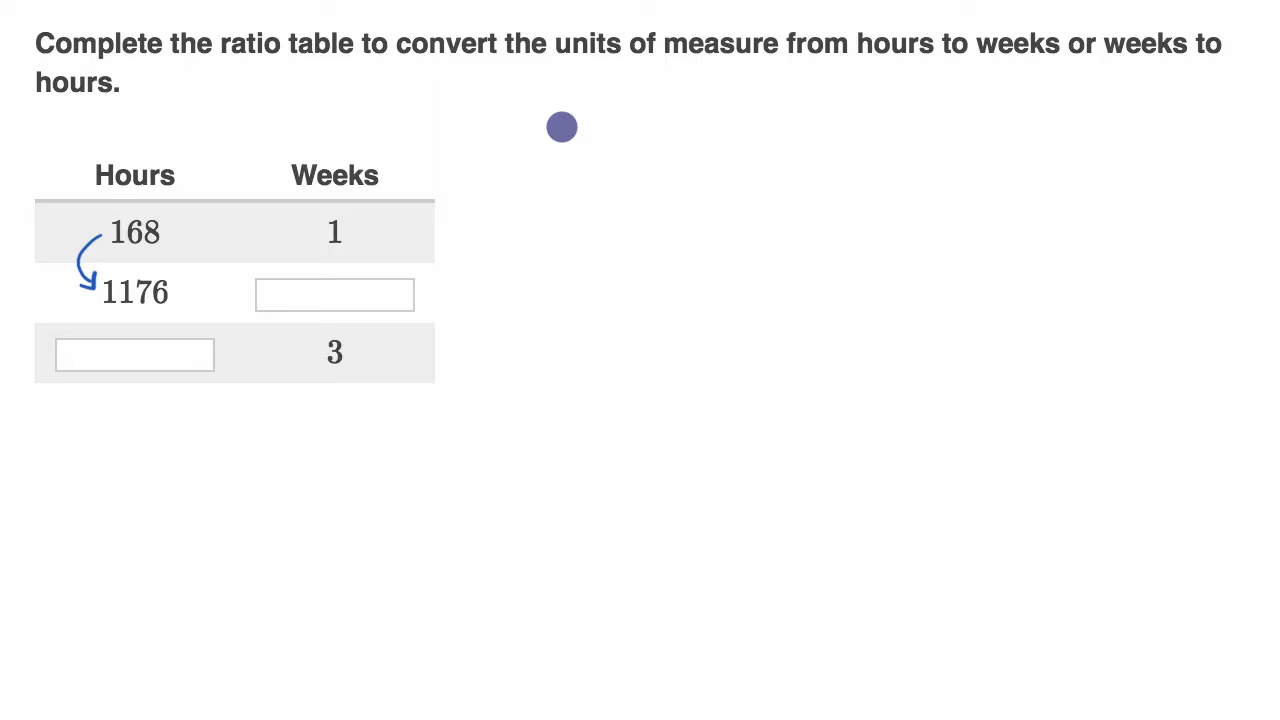 Complete the ratio table to convert the units of measure from hours to weeks or weeks to
hours.
Hours Weeks
168 1
1176
3